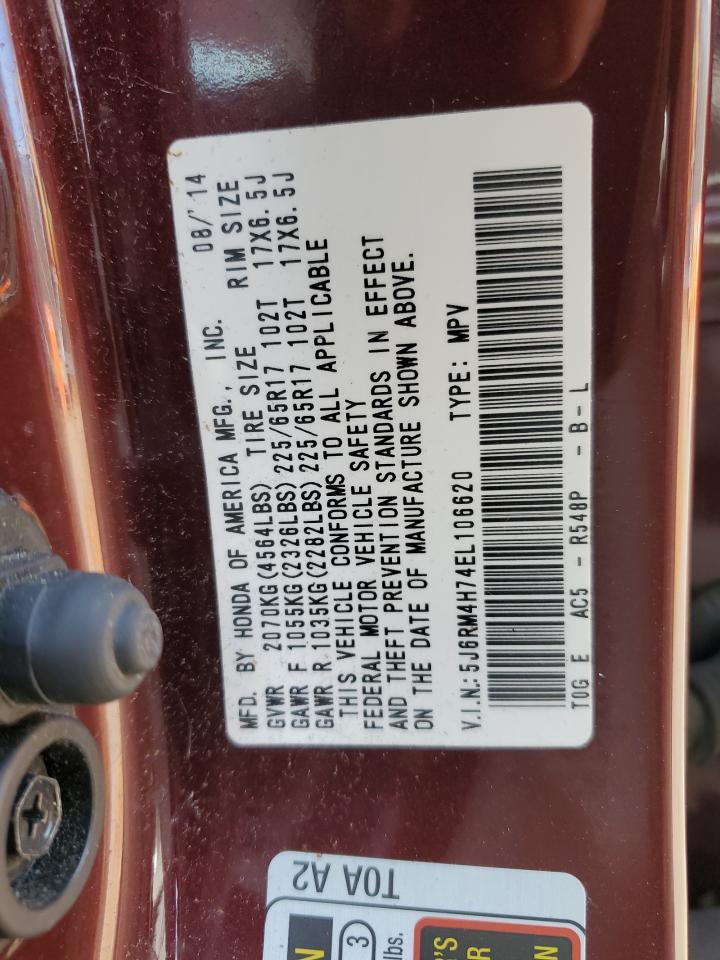 MFD. BY HONDA OF AMERICA MFG., INC. 08/'14
GVWR 2070KG(4564LBS) TIRE SIZE RIM SIZE
GAWR F 1055KG(2326LBS) 225/65R17 102T 17X6.5J
GAWR R 1035KG(2282LBS) 225/65R17 102T 17X6.5J
THIS VEHICLE CONFORMS TO ALL APPLICABLE
FEDERAL MOTOR VEHICLE SAFETY
AND THEFT PREVENTION STANDARDS IN EFFECT
ON THE DATE OF MANUFACTURE SHOWN ABOVE.
V.I.N.: 5J6RM4H74EL106620 TYPE: MPV
T0G E AC5 - R548P - B - L
T0A A2
N
3
lbs.
'S
R
N